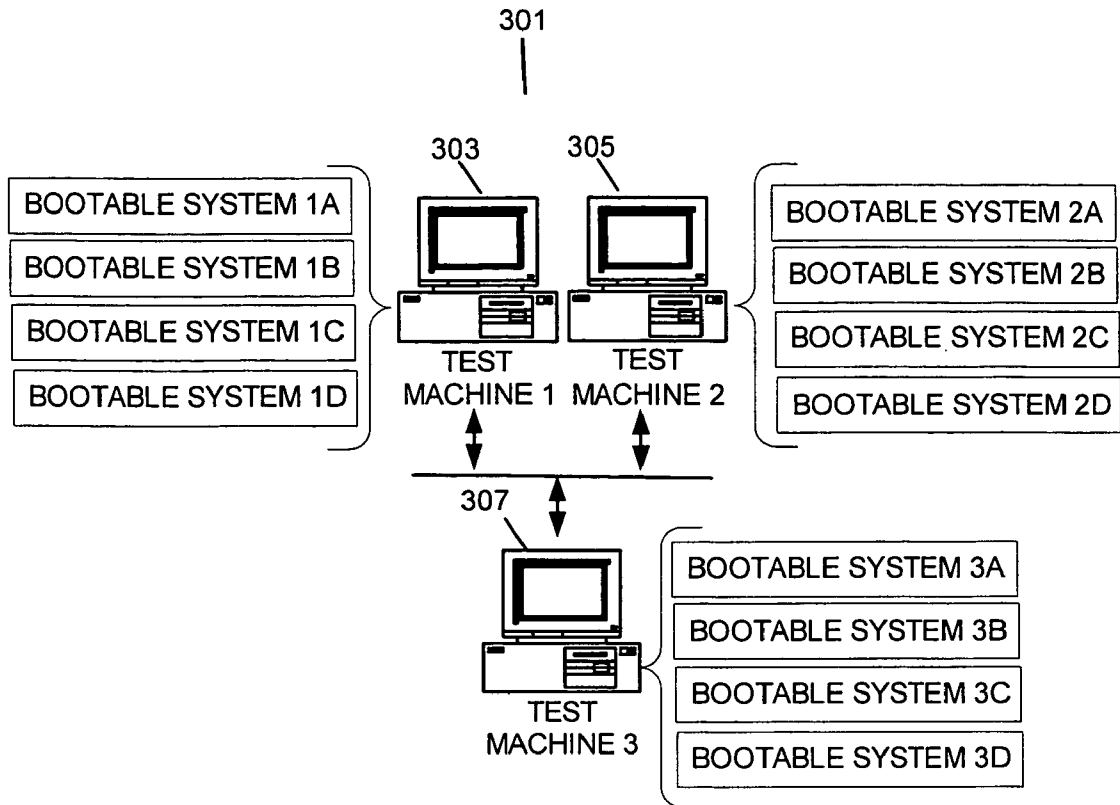 301
303
305
BOOTABLE SYSTEM 1A
BOOTABLE SYSTEM 1B
BOOTABLE SYSTEM 1C
BOOTABLE SYSTEM 1D
TEST
MACHINE 1
TEST
MACHINE 2
BOOTABLE SYSTEM 2A
BOOTABLE SYSTEM 2B
BOOTABLE SYSTEM 2C
BOOTABLE SYSTEM 2D
307
TEST
MACHINE 3
BOOTABLE SYSTEM 3A
BOOTABLE SYSTEM 3B
BOOTABLE SYSTEM 3C
BOOTABLE SYSTEM 3D